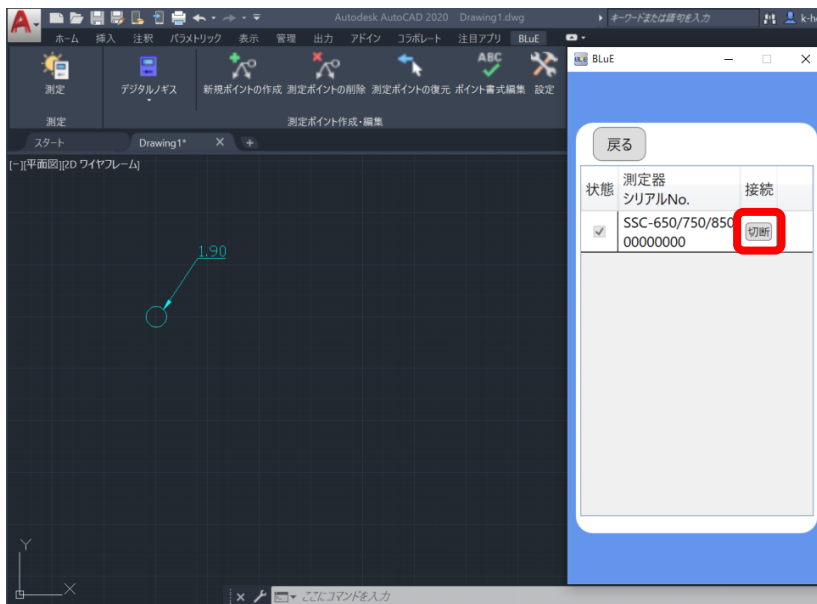 A
Autodesk AutoCAD 2020 Drawing1.dwg
キーワードまたは語句を入力
ホーム 挿入 注釈 パラメトリック 表示 管理 出力 アドイン コラボレート 注目アプリ BLuE
測定
デジタルノギス
新規ポイントの作成
測定ポイントの削除
測定ポイントの復元
ABC
ポイント書式編集
設定
測定
測定ポイント作成・編集
スタート
Drawing1*
[-][平面図][2D ワイヤフレーム]
1.90
Y
X
ここにコマンドを入力
BLuE
戻る
状態
測定器
シリアルNo.
接続
SSC-650/750/850
00000000
切断